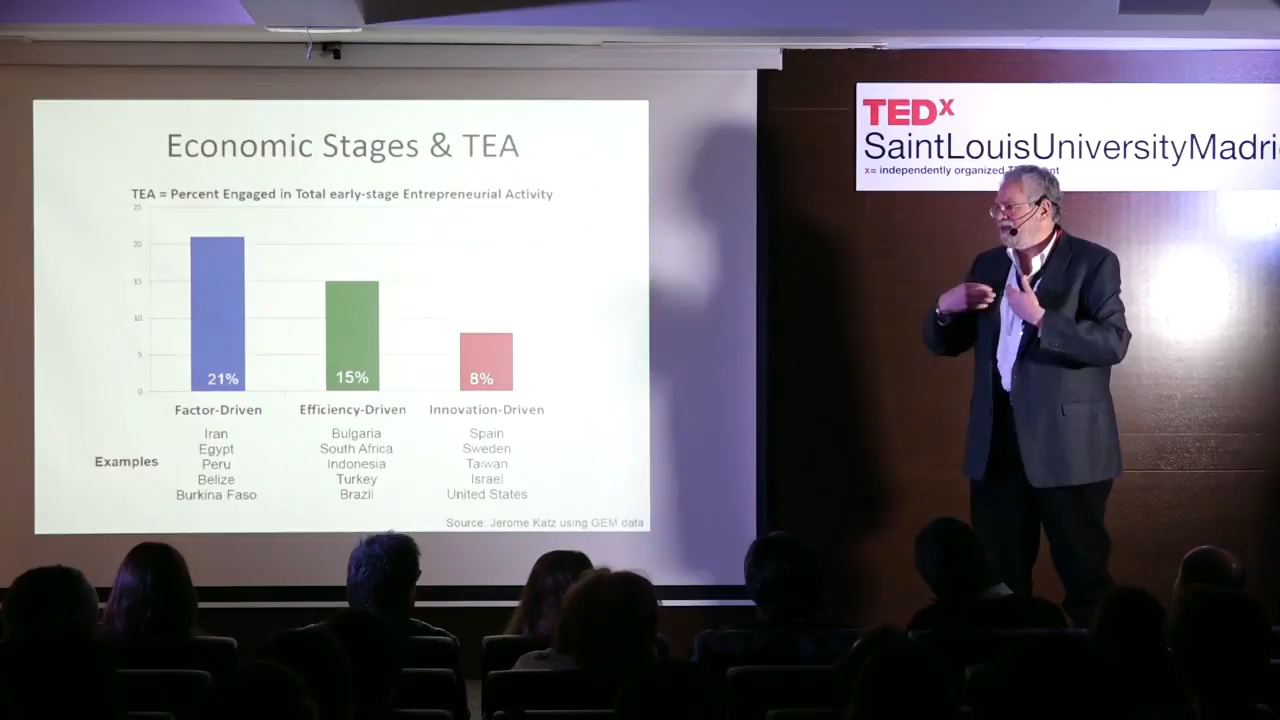 Economic Stages & TEA
TEA = Percent Engaged in Total early-stage Entrepreneurial Activity
25
20
15
10
5
0
21%
15%
8%
Factor-Driven
Efficiency-Driven
Innovation-Driven
Examples
Iran
Egypt
Peru
Belize
Burkina Faso
Bulgaria
South Africa
Indonesia
Turkey
Brazil
Spain
Sweden
Taiwan
Israel
United States
Source: Jerome Katz using GEM data
TEDx
SaintLouisUniversityMadri
x= independently organized